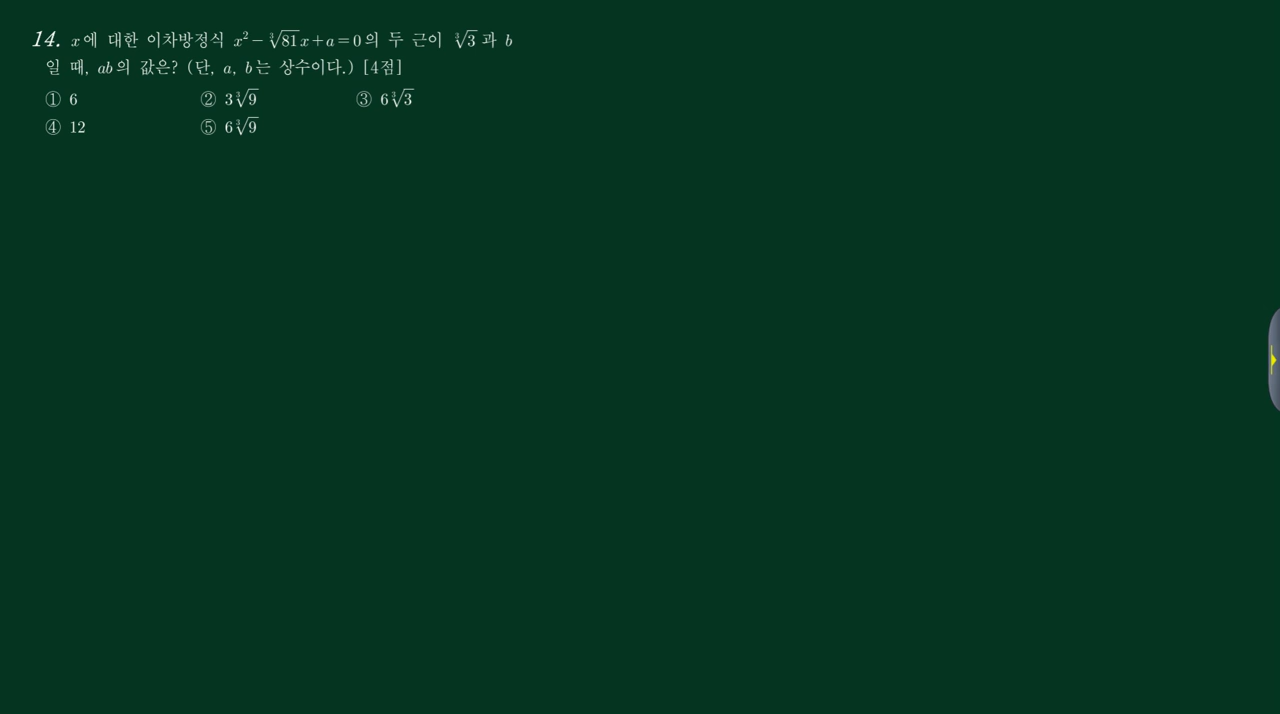 14. x에 대한 이차방정식 x² − ∛81 x + a = 0의 두 근이 ∛3과 b
일 때, ab의 값은? (단, a, b는 상수이다.) [4점]
① 6 ② 3∛9 ③ 6∛3
④ 12 ⑤ 6∛9